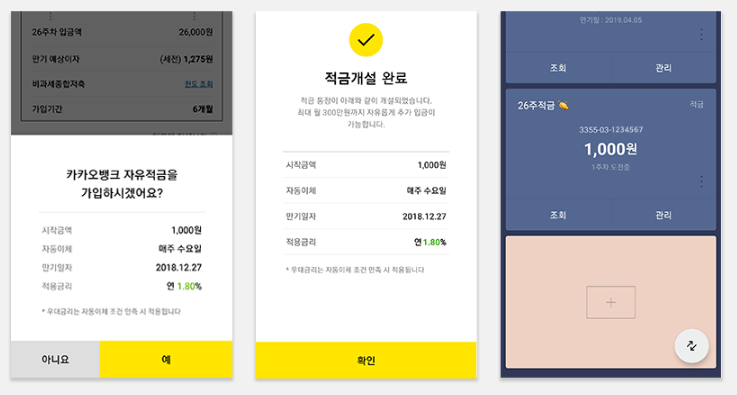 26주차 입금액 26,000원
만기 예상이자 (세전) 1,275원
비과세종합저축 한도 조회
가입기간 6개월
카카오뱅크 자유적금을
가입하시겠어요?
시작금액 1,000원
자동이체 매주 수요일
만기일자 2018.12.27
적용금리 연 1.80%
* 우대금리는 자동이체 조건 만족 시 적용됩니다
아니요 예
적금개설 완료
적금 통장이 아래와 같이 개설되었습니다.
최대 월 300만원까지 자유롭게 추가 입금이
가능합니다.
시작금액 1,000원
자동이체 매주 수요일
만기일자 2018.12.27
적용금리 연 1.80%
* 우대금리는 자동이체 조건 만족 시 적용됩니다
확인
만기일 : 2019.04.05
조회 관리
26주적금 적금
3355-03-1234567
1,000원
1주차 도전중
조회 관리